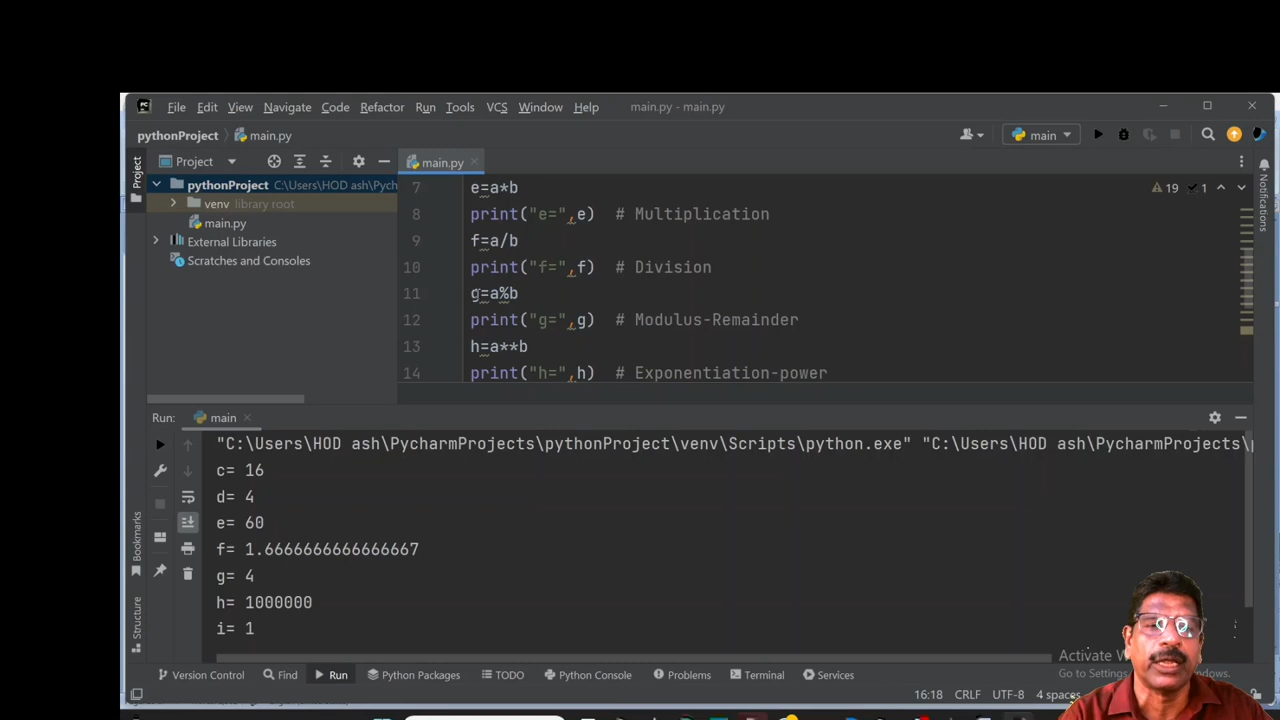 File Edit View Navigate Code Refactor Run Tools VCS Window Help main.py - main.py
pythonProject main.py main
Project main.py
Project
pythonProject C:\Users\HOD ash\Pych
venv library root
main.py
External Libraries
Scratches and Consoles
7 e=a*b 19 1
8 print("e=",e) # Multiplication
9 f=a/b
10 print("f=",f) # Division
11 g=a%b
12 print("g=",g) # Modulus-Remainder
13 h=a**b
14 print("h=",h) # Exponentiation-power
Notifications
Run: main
"C:\Users\HOD ash\PycharmProjects\pythonProject\venv\Scripts\python.exe" "C:\Users\HOD ash\PycharmProjects\
c= 16
d= 4
e= 60
f= 1.6666666666666667
g= 4
h= 1000000
i= 1
Bookmarks
Structure
Activate
Go to Settings
Version Control Find Run Python Packages TODO Python Console Problems Terminal Services
16:18 CRLF UTF-8 4 spaces